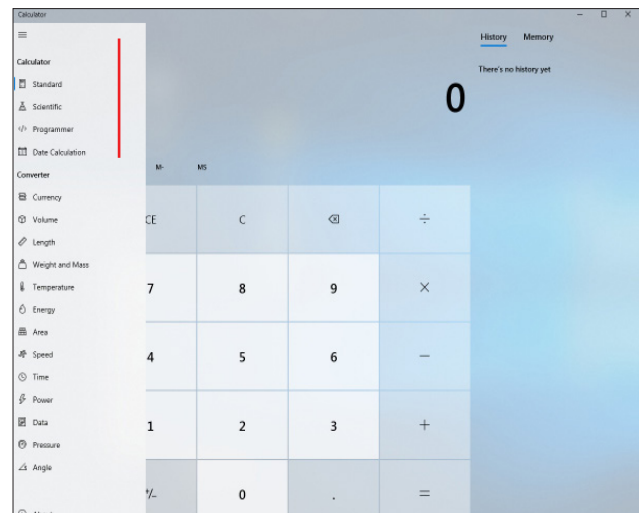 Calculator
Calculator
Standard
Scientific
Programmer
Date Calculation
Converter
Currency
Volume
Length
Weight and Mass
Temperature
Energy
Area
Speed
Time
Power
Data
Pressure
Angle
History Memory
There's no history yet
0
M- MS
CE C ÷
7 8 9 ×
4 5 6 −
1 2 3 +
+/− 0 . =